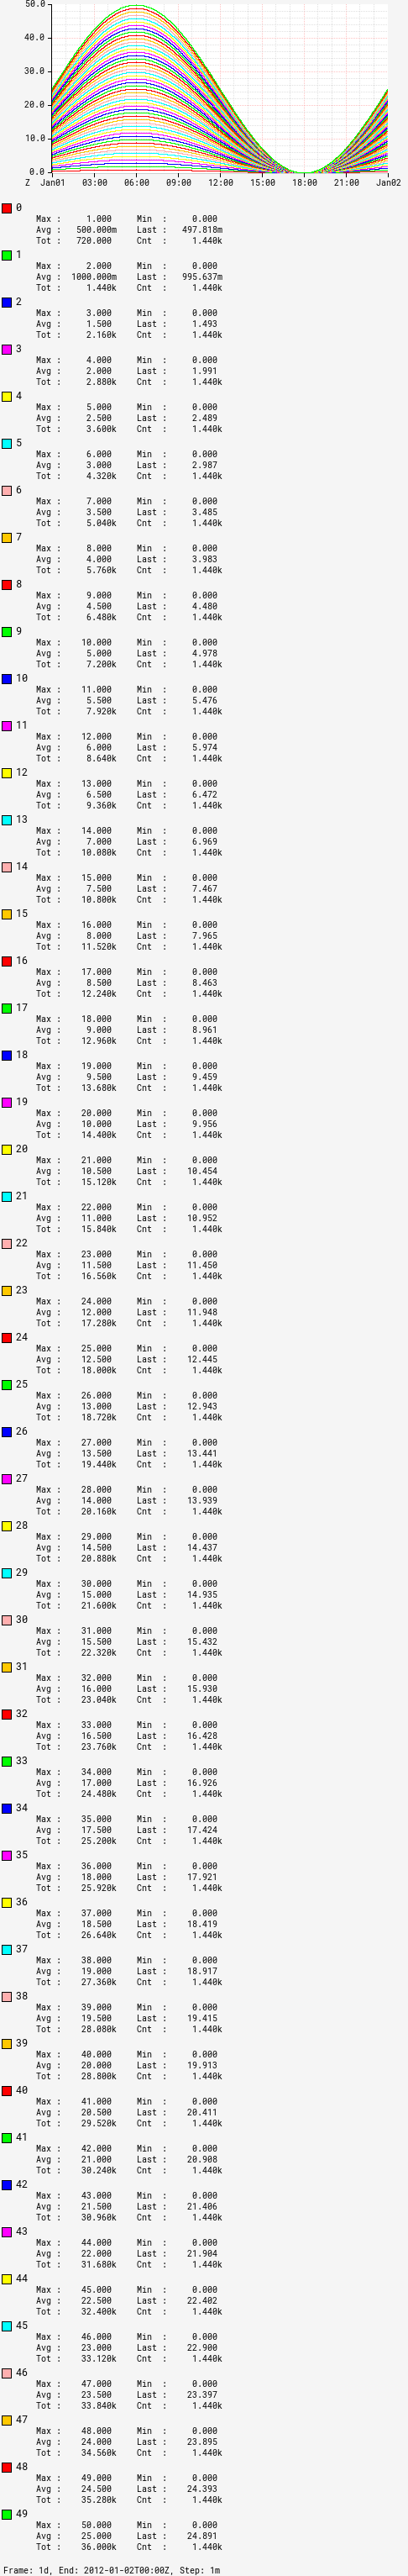 50.0
40.0
30.0
20.0
10.0
0.0
Z Jan01 03:00 06:00 09:00 12:00 15:00 18:00 21:00 Jan02
0
Max : 1.000 Min : 0.000
Avg : 500.000m Last : 497.818m
Tot : 720.000 Cnt : 1.440k
1
Max : 2.000 Min : 0.000
Avg : 1000.000m Last : 995.637m
Tot : 1.440k Cnt : 1.440k
2
Max : 3.000 Min : 0.000
Avg : 1.500 Last : 1.493
Tot : 2.160k Cnt : 1.440k
3
Max : 4.000 Min : 0.000
Avg : 2.000 Last : 1.991
Tot : 2.880k Cnt : 1.440k
4
Max : 5.000 Min : 0.000
Avg : 2.500 Last : 2.489
Tot : 3.600k Cnt : 1.440k
5
Max : 6.000 Min : 0.000
Avg : 3.000 Last : 2.987
Tot : 4.320k Cnt : 1.440k
6
Max : 7.000 Min : 0.000
Avg : 3.500 Last : 3.485
Tot : 5.040k Cnt : 1.440k
7
Max : 8.000 Min : 0.000
Avg : 4.000 Last : 3.983
Tot : 5.760k Cnt : 1.440k
8
Max : 9.000 Min : 0.000
Avg : 4.500 Last : 4.480
Tot : 6.480k Cnt : 1.440k
9
Max : 10.000 Min : 0.000
Avg : 5.000 Last : 4.978
Tot : 7.200k Cnt : 1.440k
10
Max : 11.000 Min : 0.000
Avg : 5.500 Last : 5.476
Tot : 7.920k Cnt : 1.440k
11
Max : 12.000 Min : 0.000
Avg : 6.000 Last : 5.974
Tot : 8.640k Cnt : 1.440k
12
Max : 13.000 Min : 0.000
Avg : 6.500 Last : 6.472
Tot : 9.360k Cnt : 1.440k
13
Max : 14.000 Min : 0.000
Avg : 7.000 Last : 6.969
Tot : 10.080k Cnt : 1.440k
14
Max : 15.000 Min : 0.000
Avg : 7.500 Last : 7.467
Tot : 10.800k Cnt : 1.440k
15
Max : 16.000 Min : 0.000
Avg : 8.000 Last : 7.965
Tot : 11.520k Cnt : 1.440k
16
Max : 17.000 Min : 0.000
Avg : 8.500 Last : 8.463
Tot : 12.240k Cnt : 1.440k
17
Max : 18.000 Min : 0.000
Avg : 9.000 Last : 8.961
Tot : 12.960k Cnt : 1.440k
18
Max : 19.000 Min : 0.000
Avg : 9.500 Last : 9.459
Tot : 13.680k Cnt : 1.440k
19
Max : 20.000 Min : 0.000
Avg : 10.000 Last : 9.956
Tot : 14.400k Cnt : 1.440k
20
Max : 21.000 Min : 0.000
Avg : 10.500 Last : 10.454
Tot : 15.120k Cnt : 1.440k
21
Max : 22.000 Min : 0.000
Avg : 11.000 Last : 10.952
Tot : 15.840k Cnt : 1.440k
22
Max : 23.000 Min : 0.000
Avg : 11.500 Last : 11.450
Tot : 16.560k Cnt : 1.440k
23
Max : 24.000 Min : 0.000
Avg : 12.000 Last : 11.948
Tot : 17.280k Cnt : 1.440k
24
Max : 25.000 Min : 0.000
Avg : 12.500 Last : 12.445
Tot : 18.000k Cnt : 1.440k
25
Max : 26.000 Min : 0.000
Avg : 13.000 Last : 12.943
Tot : 18.720k Cnt : 1.440k
26
Max : 27.000 Min : 0.000
Avg : 13.500 Last : 13.441
Tot : 19.440k Cnt : 1.440k
27
Max : 28.000 Min : 0.000
Avg : 14.000 Last : 13.939
Tot : 20.160k Cnt : 1.440k
28
Max : 29.000 Min : 0.000
Avg : 14.500 Last : 14.437
Tot : 20.880k Cnt : 1.440k
29
Max : 30.000 Min : 0.000
Avg : 15.000 Last : 14.935
Tot : 21.600k Cnt : 1.440k
30
Max : 31.000 Min : 0.000
Avg : 15.500 Last : 15.432
Tot : 22.320k Cnt : 1.440k
31
Max : 32.000 Min : 0.000
Avg : 16.000 Last : 15.930
Tot : 23.040k Cnt : 1.440k
32
Max : 33.000 Min : 0.000
Avg : 16.500 Last : 16.428
Tot : 23.760k Cnt : 1.440k
33
Max : 34.000 Min : 0.000
Avg : 17.000 Last : 16.926
Tot : 24.480k Cnt : 1.440k
34
Max : 35.000 Min : 0.000
Avg : 17.500 Last : 17.424
Tot : 25.200k Cnt : 1.440k
35
Max : 36.000 Min : 0.000
Avg : 18.000 Last : 17.921
Tot : 25.920k Cnt : 1.440k
36
Max : 37.000 Min : 0.000
Avg : 18.500 Last : 18.419
Tot : 26.640k Cnt : 1.440k
37
Max : 38.000 Min : 0.000
Avg : 19.000 Last : 18.917
Tot : 27.360k Cnt : 1.440k
38
Max : 39.000 Min : 0.000
Avg : 19.500 Last : 19.415
Tot : 28.080k Cnt : 1.440k
39
Max : 40.000 Min : 0.000
Avg : 20.000 Last : 19.913
Tot : 28.800k Cnt : 1.440k
40
Max : 41.000 Min : 0.000
Avg : 20.500 Last : 20.411
Tot : 29.520k Cnt : 1.440k
41
Max : 42.000 Min : 0.000
Avg : 21.000 Last : 20.908
Tot : 30.240k Cnt : 1.440k
42
Max : 43.000 Min : 0.000
Avg : 21.500 Last : 21.406
Tot : 30.960k Cnt : 1.440k
43
Max : 44.000 Min : 0.000
Avg : 22.000 Last : 21.904
Tot : 31.680k Cnt : 1.440k
44
Max : 45.000 Min : 0.000
Avg : 22.500 Last : 22.402
Tot : 32.400k Cnt : 1.440k
45
Max : 46.000 Min : 0.000
Avg : 23.000 Last : 22.900
Tot : 33.120k Cnt : 1.440k
46
Max : 47.000 Min : 0.000
Avg : 23.500 Last : 23.397
Tot : 33.840k Cnt : 1.440k
47
Max : 48.000 Min : 0.000
Avg : 24.000 Last : 23.895
Tot : 34.560k Cnt : 1.440k
48
Max : 49.000 Min : 0.000
Avg : 24.500 Last : 24.393
Tot : 35.280k Cnt : 1.440k
49
Max : 50.000 Min : 0.000
Avg : 25.000 Last : 24.891
Tot : 36.000k Cnt : 1.440k
Frame: 1d, End: 2012-01-02T00:00Z, Step: 1m